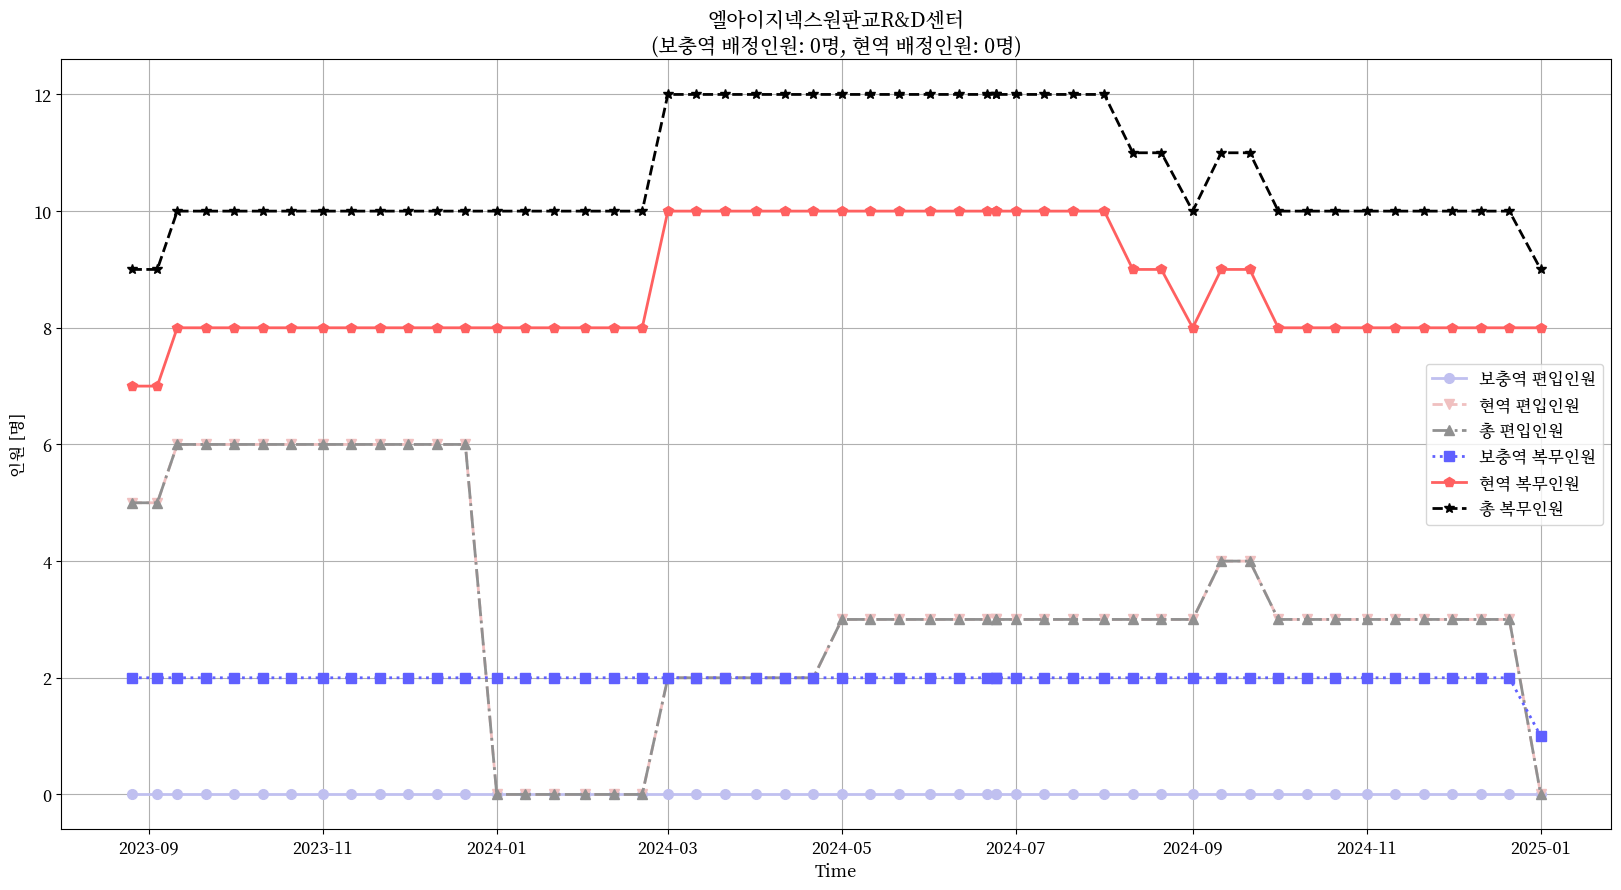 엘아이지넥스원판교R&D센터
(보충역 배정인원: 0명, 현역 배정인원: 0명)
인원 [명]
12
10
8
6
4
2
0
보충역 편입인원
현역 편입인원
총 편입인원
보충역 복무인원
현역 복무인원
총 복무인원
2023-09
2023-11
2024-01
2024-03
2024-05
2024-07
2024-09
2024-11
2025-01
Time